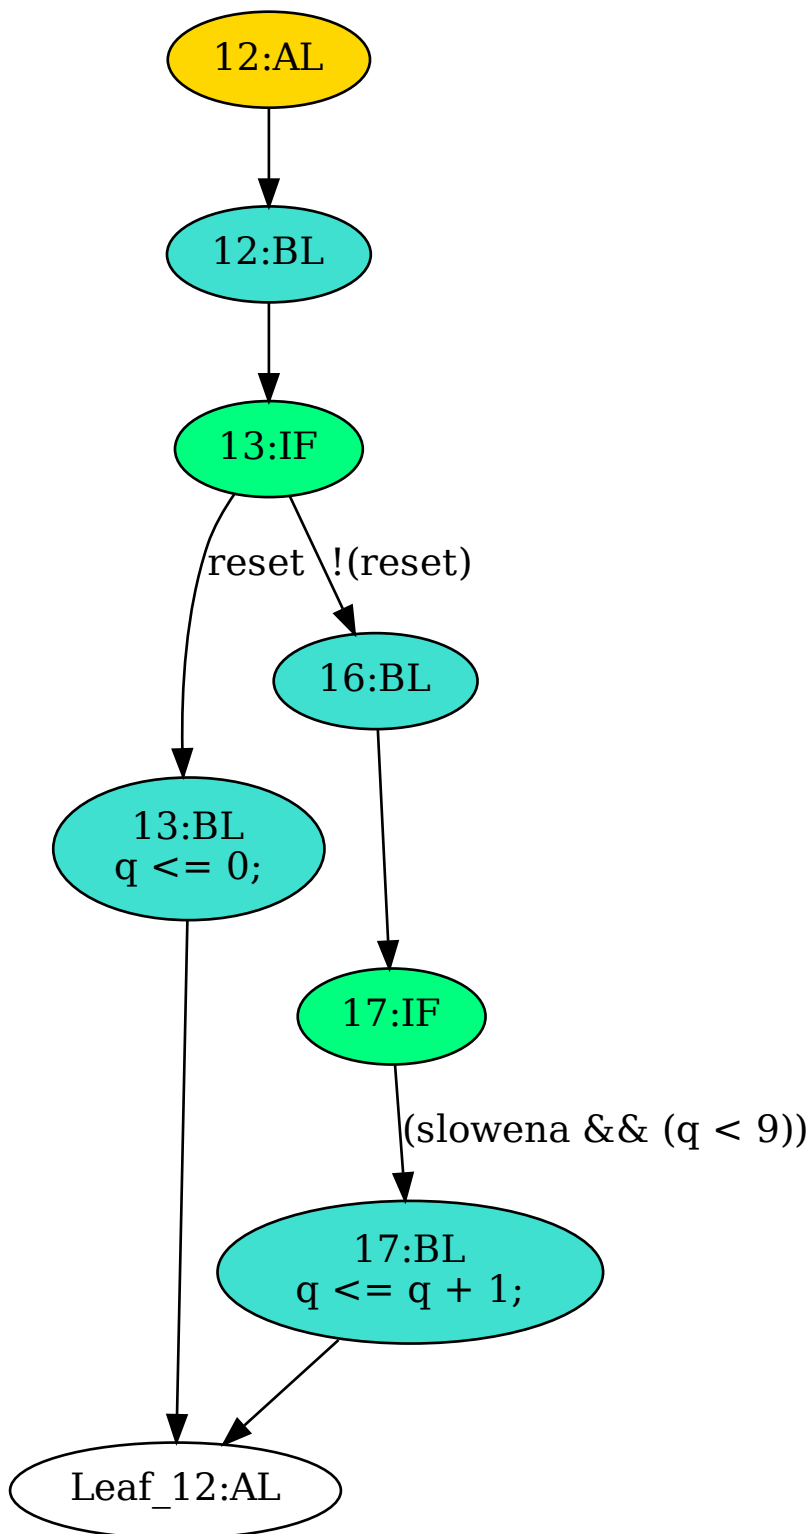 12:AL
12:BL
13:IF
reset
!(reset)
16:BL
13:BL
q <= 0;
17:IF
(slowena && (q < 9))
17:BL
q <= q + 1;
Leaf_12:AL